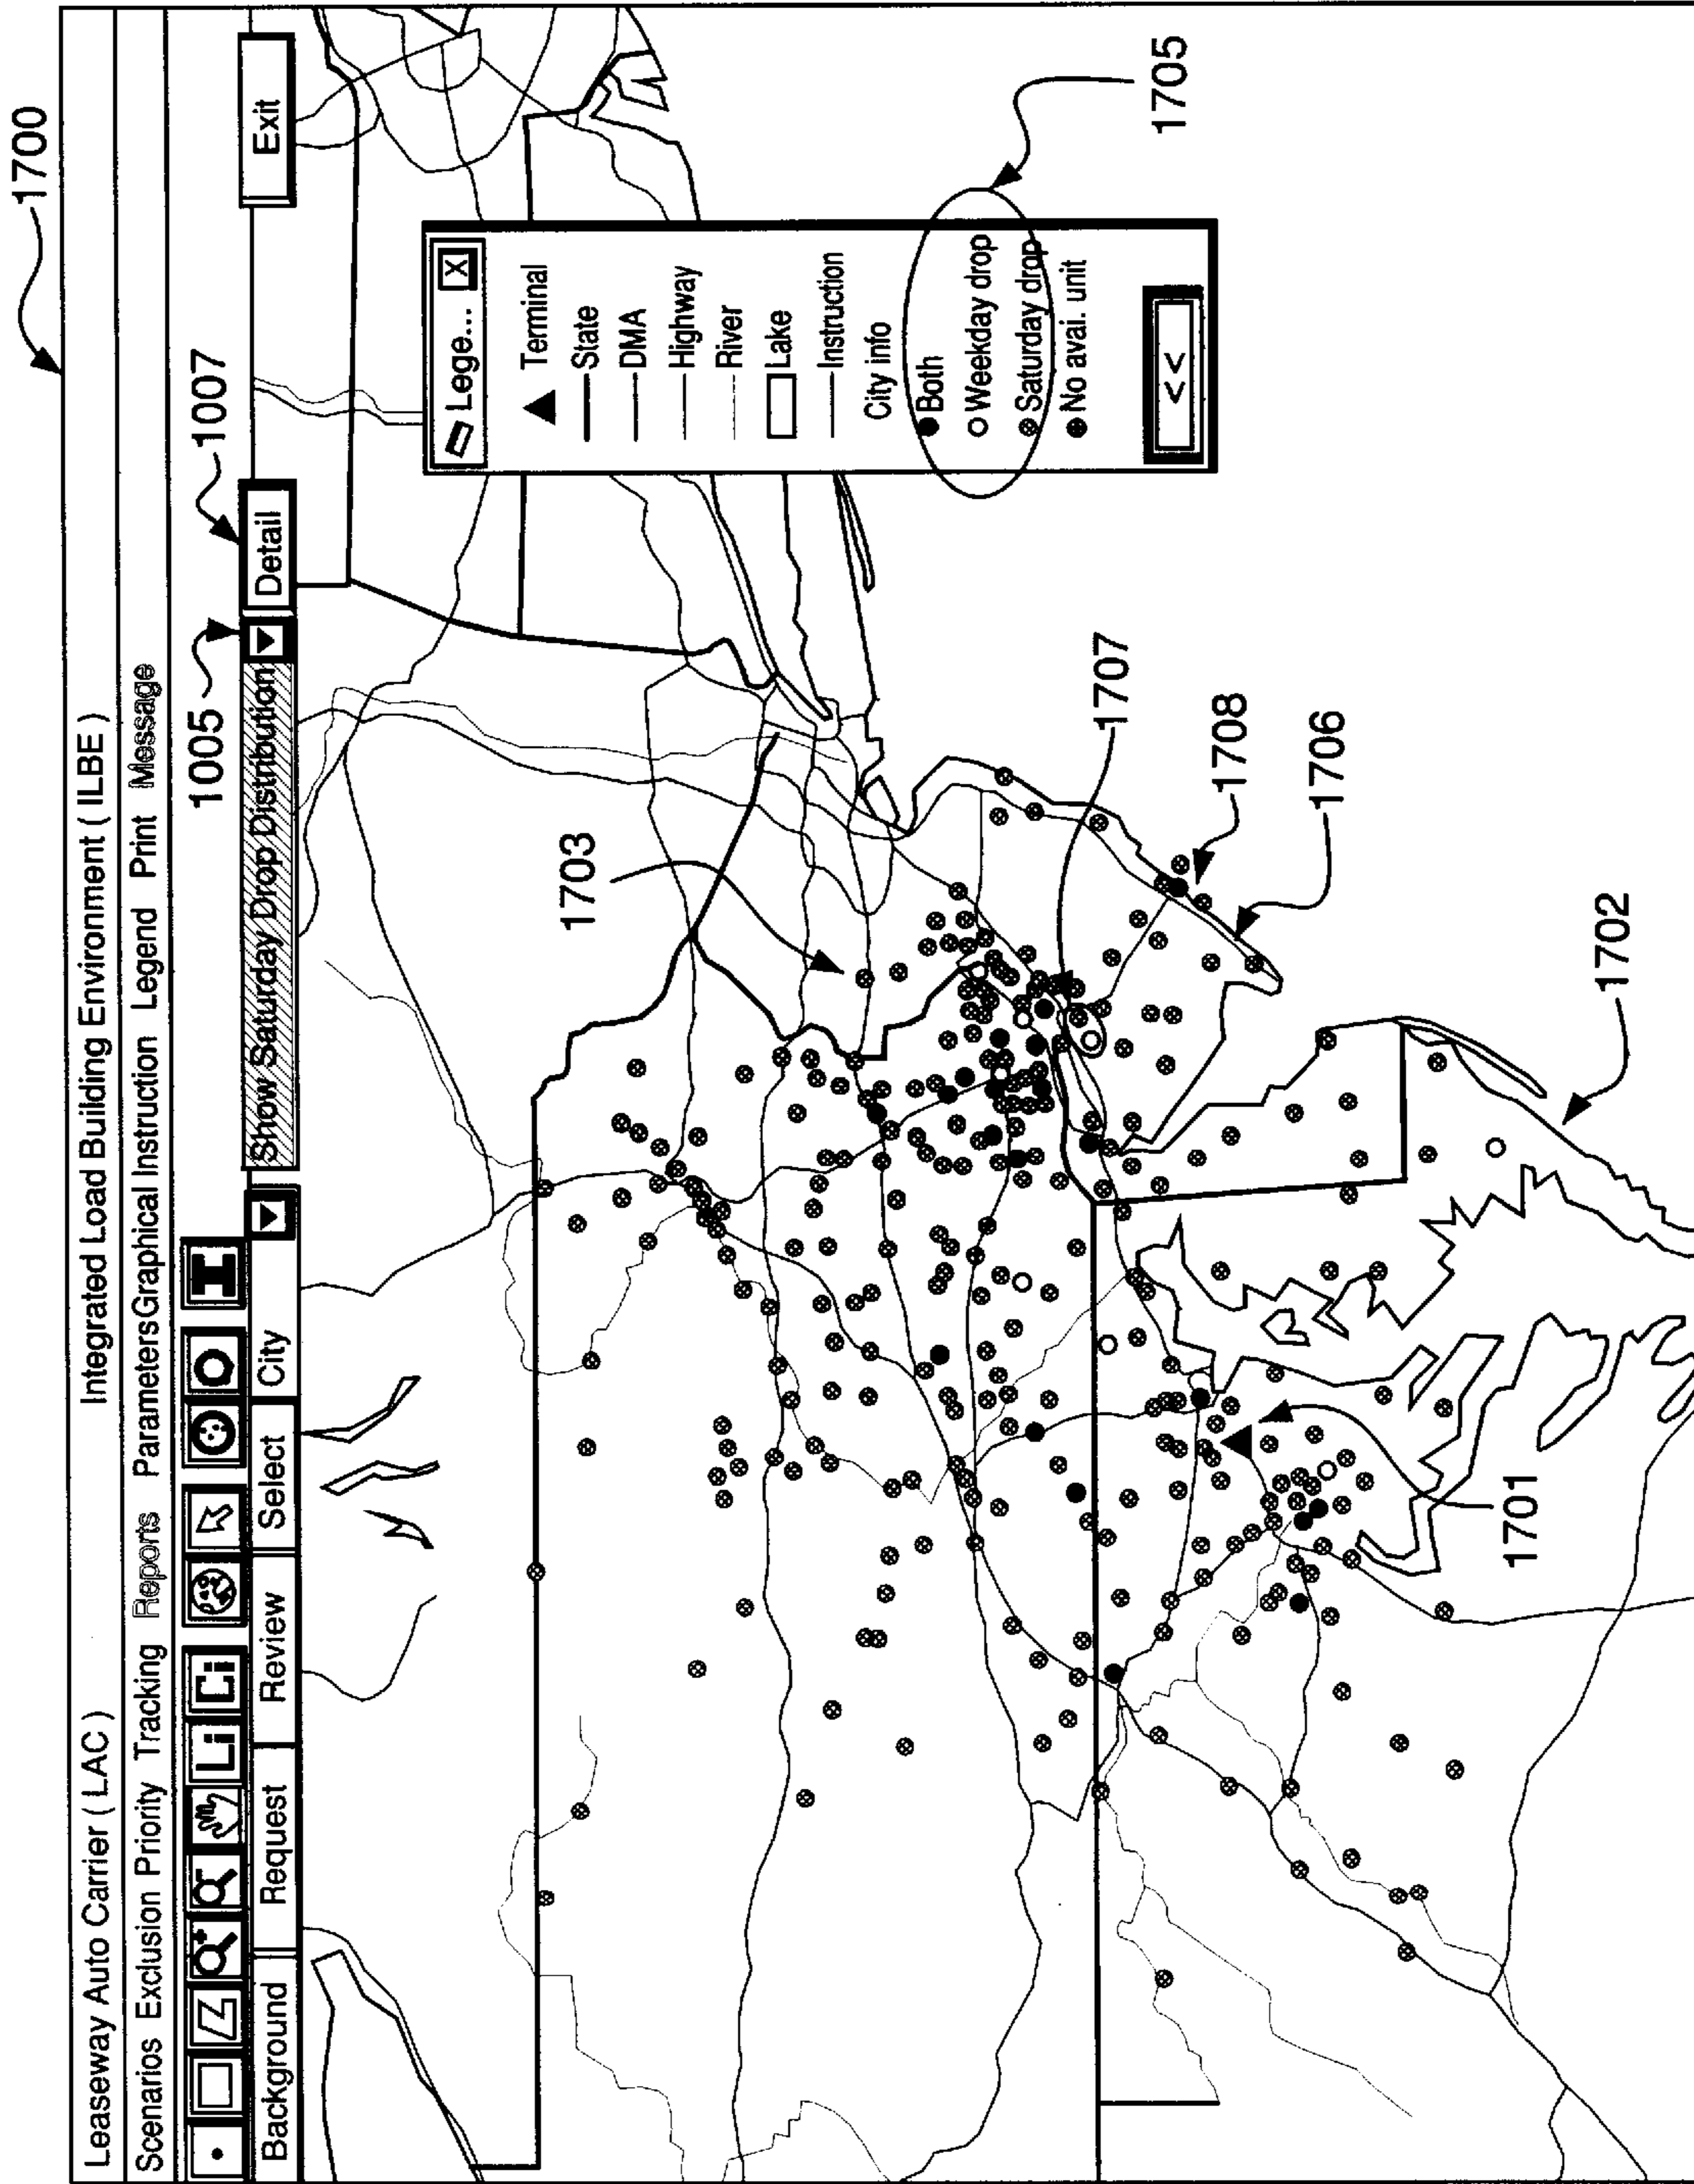 1700
Leaseway Auto Carrier ( LAC ) Integrated Load Building Environment ( ILBE )
Scenarios Exclusion Priority Tracking Reports Parameters Graphical Instruction Legend Print Message
Li Ci I
1005 1007
Background Request Review Select City Show Saturday Drop Distribution Detail Exit
Lege... X
Terminal
State
DMA
Highway
River
Lake
Instruction
City info
Both
Weekday drop
Saturday drop
No avai. unit
<<
1705
1703
1707
1708
1706
1702
1701